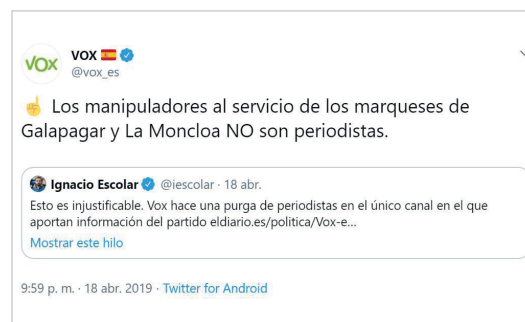 VOX
VOX 🇪🇸
@vox_es
☝ Los manipuladores al servicio de los marqueses de
Galapagar y La Moncloa NO son periodistas.
Ignacio Escolar @iescolar · 18 abr.
Esto es injustificable. Vox hace una purga de periodistas en el único canal en el que
aportan información del partido eldiario.es/politica/Vox-e...
Mostrar este hilo
9:59 p. m. · 18 abr. 2019 · Twitter for Android